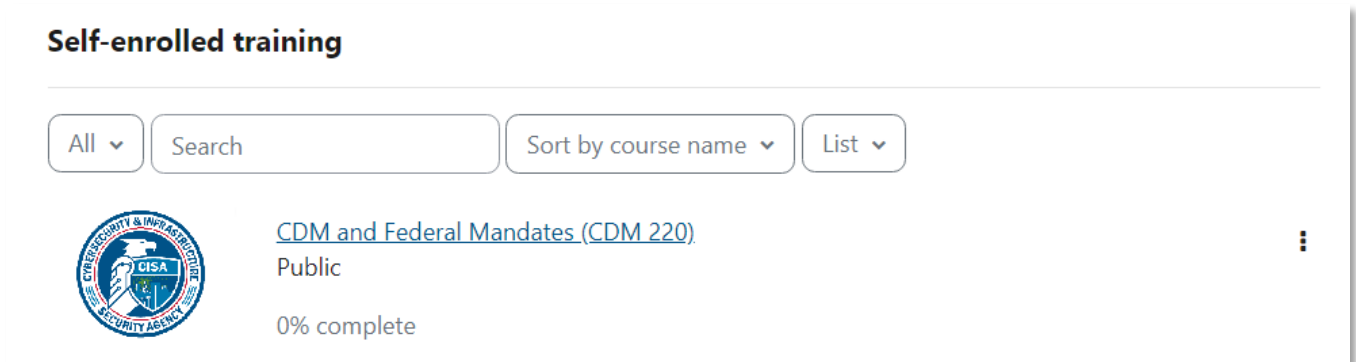 Self-enrolled training
All
Search
Sort by course name
List
CYBERSECURITY & INFRASTRUCTURE
SECURITY AGENCY
CISA
CDM and Federal Mandates (CDM 220)
Public
0% complete